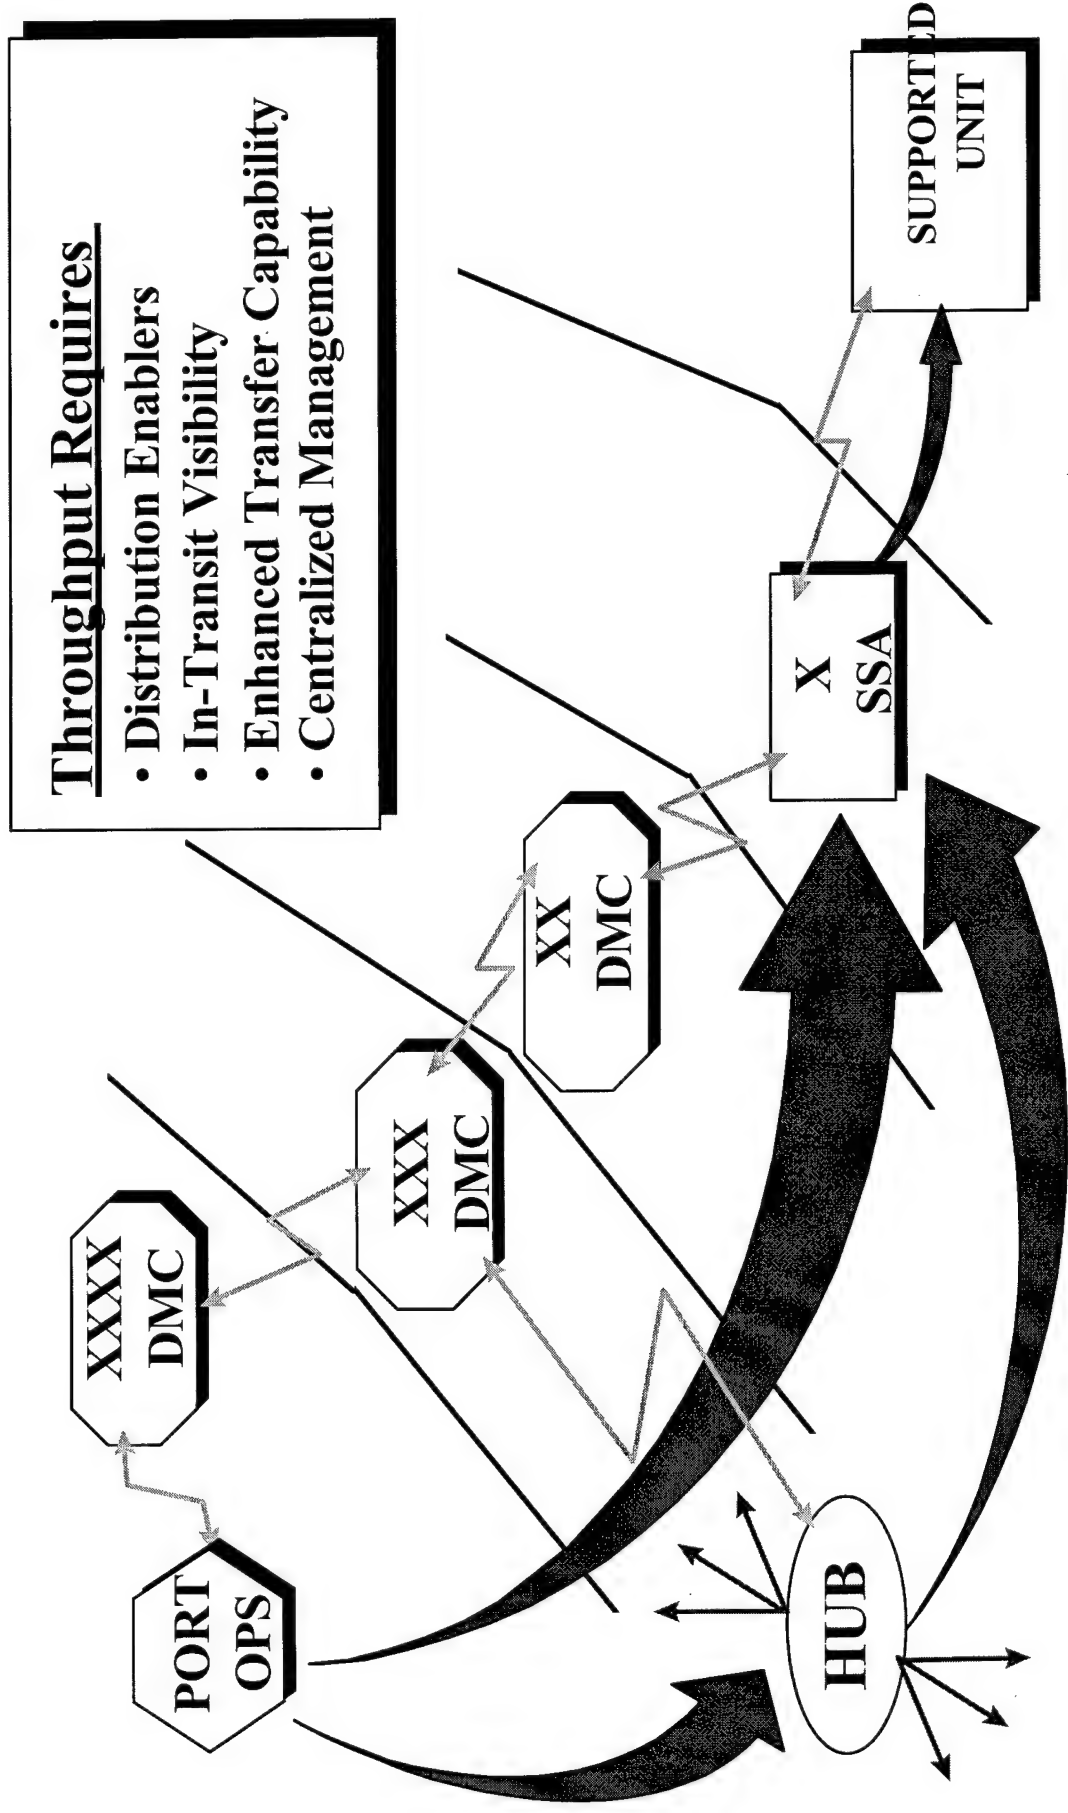 Throughput Requires
• Distribution Enablers
• In-Transit Visibility
• Enhanced Transfer Capability
• Centralized Management
PORT
OPS
XXXX
DMC
XXX
DMC
XX
DMC
X
SSA
SUPPORTED
UNIT
HUB